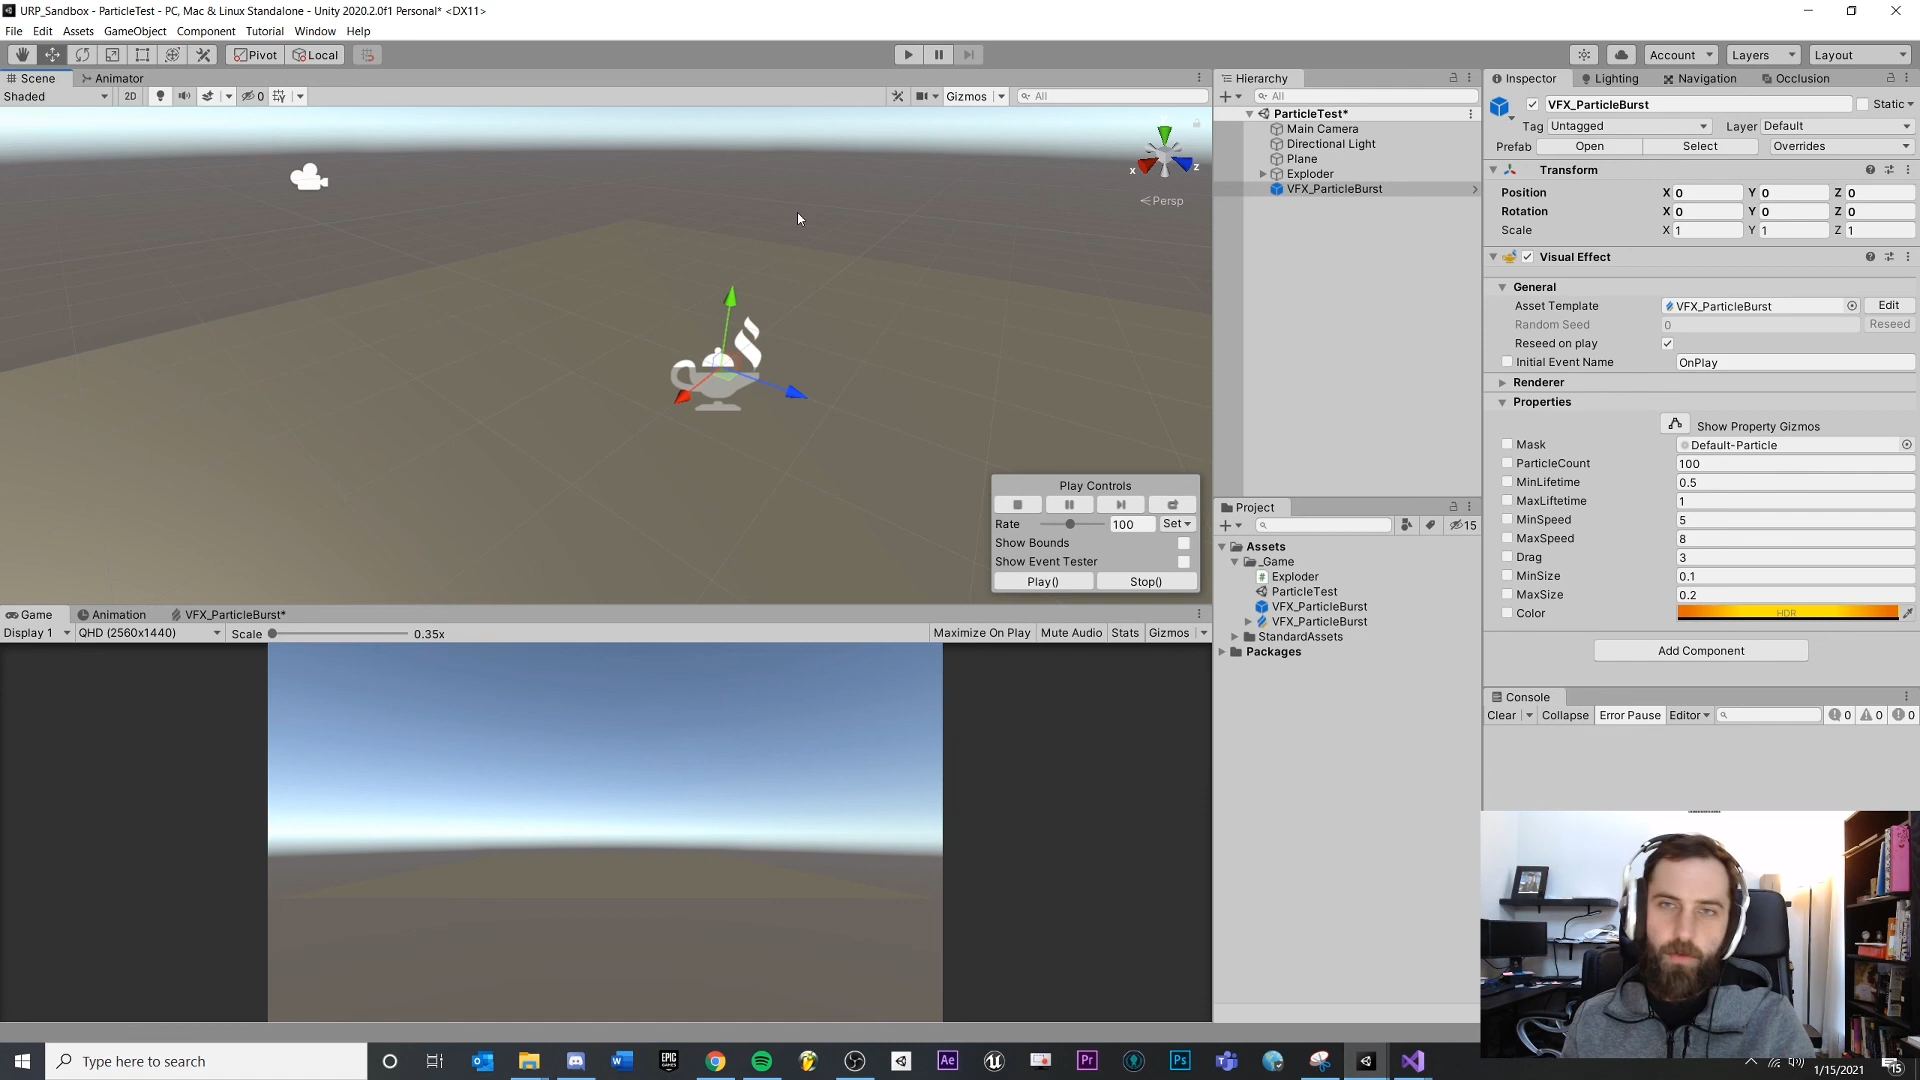 URP_Sandbox - ParticleTest - PC, Mac & Linux Standalone - Unity 2020.2.0f1 Personal* <DX11>
File Edit Assets GameObject Component Tutorial Window Help
Pivot Local Account Layers Layout
Scene Animator
Shaded 2D 0 Gizmos All
x z
Persp
Play Controls
Rate 100 Set
Show Bounds
Show Event Tester
Play() Stop()
Game Animation VFX_ParticleBurst*
Display 1 QHD (2560x1440) Scale 0.35x Maximize On Play Mute Audio Stats Gizmos
Hierarchy
All
ParticleTest*
Main Camera
Directional Light
Plane
Exploder
VFX_ParticleBurst
Project
15
Assets
_Game
# Exploder
ParticleTest
VFX_ParticleBurst
VFX_ParticleBurst
StandardAssets
Packages
Inspector Lighting Navigation Occlusion
VFX_ParticleBurst Static
Tag Untagged Layer Default
Prefab Open Select Overrides
Transform
Position X 0 Y 0 Z 0
Rotation X 0 Y 0 Z 0
Scale X 1 Y 1 Z 1
Visual Effect
General
Asset Template VFX_ParticleBurst Edit
Random Seed 0 Reseed
Reseed on play
Initial Event Name OnPlay
Renderer
Properties
Show Property Gizmos
Mask Default-Particle
ParticleCount 100
MinLifetime 0.5
MaxLiftetime 1
MinSpeed 5
MaxSpeed 8
Drag 3
MinSize 0.1
MaxSize 0.2
Color HDR
Add Component
Console
Clear Collapse Error Pause Editor 0 0 0
Type here to search
EPIC GAMES Ae Pr Ps
1/15/2021 15